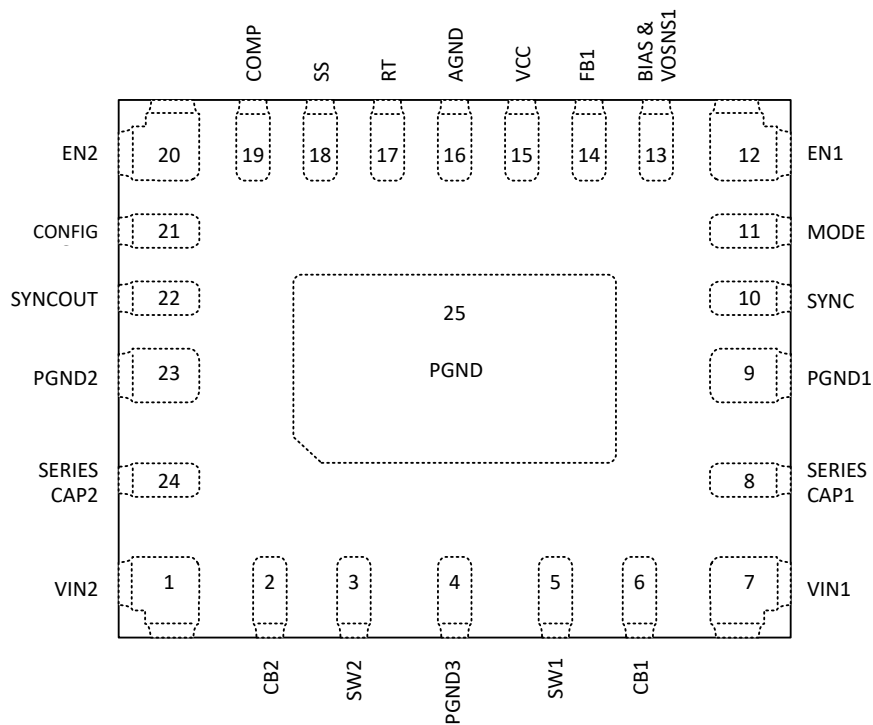 COMP
SS
RT
AGND
VCC
FB1
BIAS &
VOSNS1
EN2
20
19
18
17
16
15
14
13
12
EN1
CONFIG
21
11
MODE
SYNCOUT
22
10
SYNC
25
PGND2
23
PGND
9
PGND1
SERIES
CAP2
24
8
SERIES
CAP1
VIN2
1
2
3
4
5
6
7
VIN1
CB2
SW2
PGND3
SW1
CB1